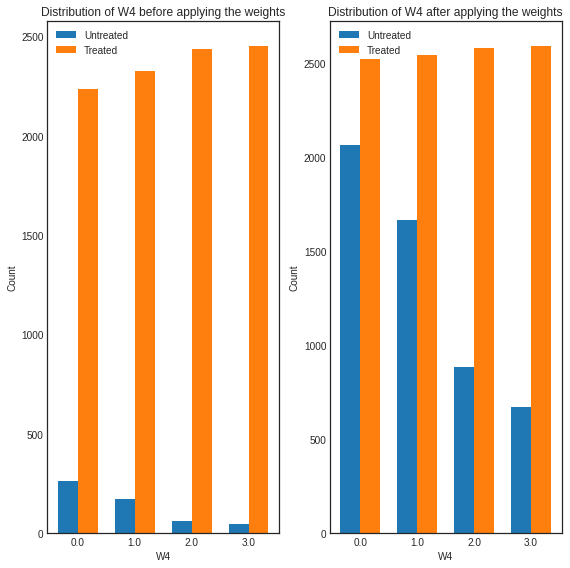 Distribution of W4 before applying the weights
Untreated
Treated
2500
2000
1500
1000
500
0
Count
0.0 1.0 2.0 3.0
W4
Distribution of W4 after applying the weights
Untreated
Treated
2500
2000
1500
1000
500
0
Count
0.0 1.0 2.0 3.0
W4